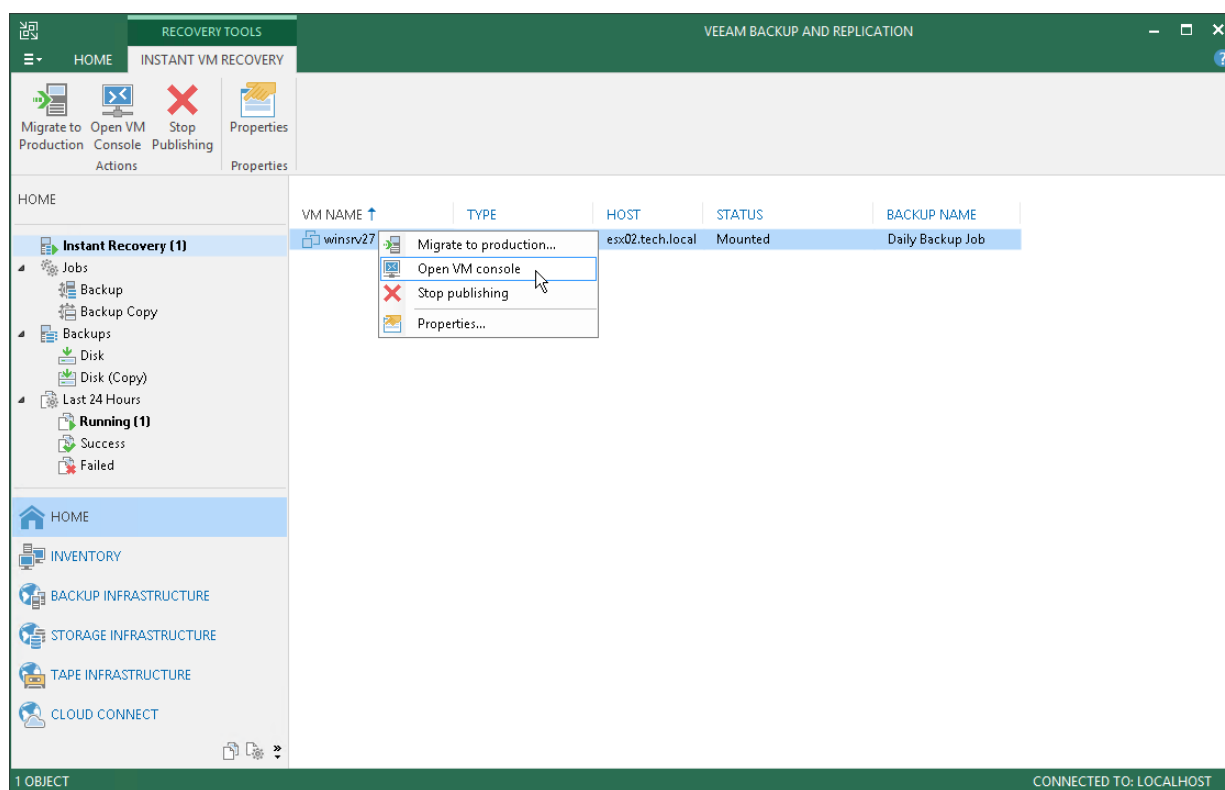 RECOVERY TOOLS
VEEAM BACKUP AND REPLICATION
HOME
INSTANT VM RECOVERY
?
Migrate to
Production
Open VM
Console
Stop
Publishing
Properties
Actions
Properties
HOME
Instant Recovery (1)
Jobs
Backup
Backup Copy
Backups
Disk
Disk (Copy)
Last 24 Hours
Running (1)
Success
Failed
HOME
INVENTORY
BACKUP INFRASTRUCTURE
STORAGE INFRASTRUCTURE
TAPE INFRASTRUCTURE
CLOUD CONNECT
VM NAME TYPE HOST STATUS BACKUP NAME
winsrv27 esx02.tech.local Mounted Daily Backup Job
Migrate to production...
Open VM console
Stop publishing
Properties...
1 OBJECT
CONNECTED TO: LOCALHOST